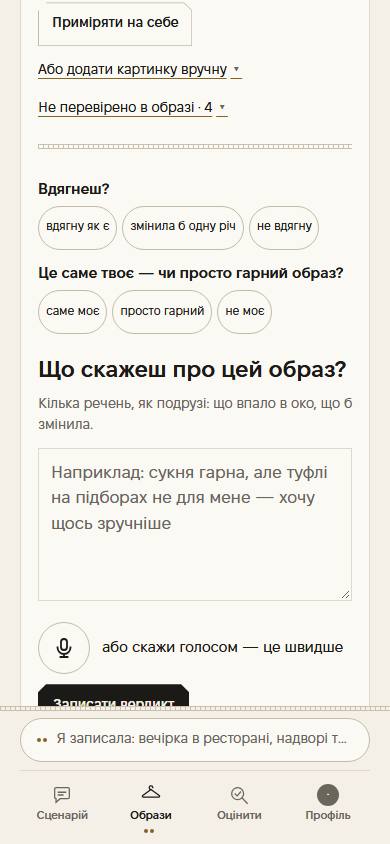 Приміряти на себе
Або додати картинку вручну ▾
Не перевірено в образі · 4 ▾
Вдягнеш?
вдягну як є
змінила б одну річ
не вдягну
Це саме твоє — чи просто гарний образ?
саме моє
просто гарний
не моє
Що скажеш про цей образ?
Кілька речень, як подрузі: що впало в око, що б
змінила.
Наприклад: сукня гарна, але туфлі
на підборах не для мене — хочу
щось зручніше
або скажи голосом — це швидше
Записати вердикт
Я записала: вечірка в ресторані, надворі т...
Сценарій
Образи
Оцінити
Профіль